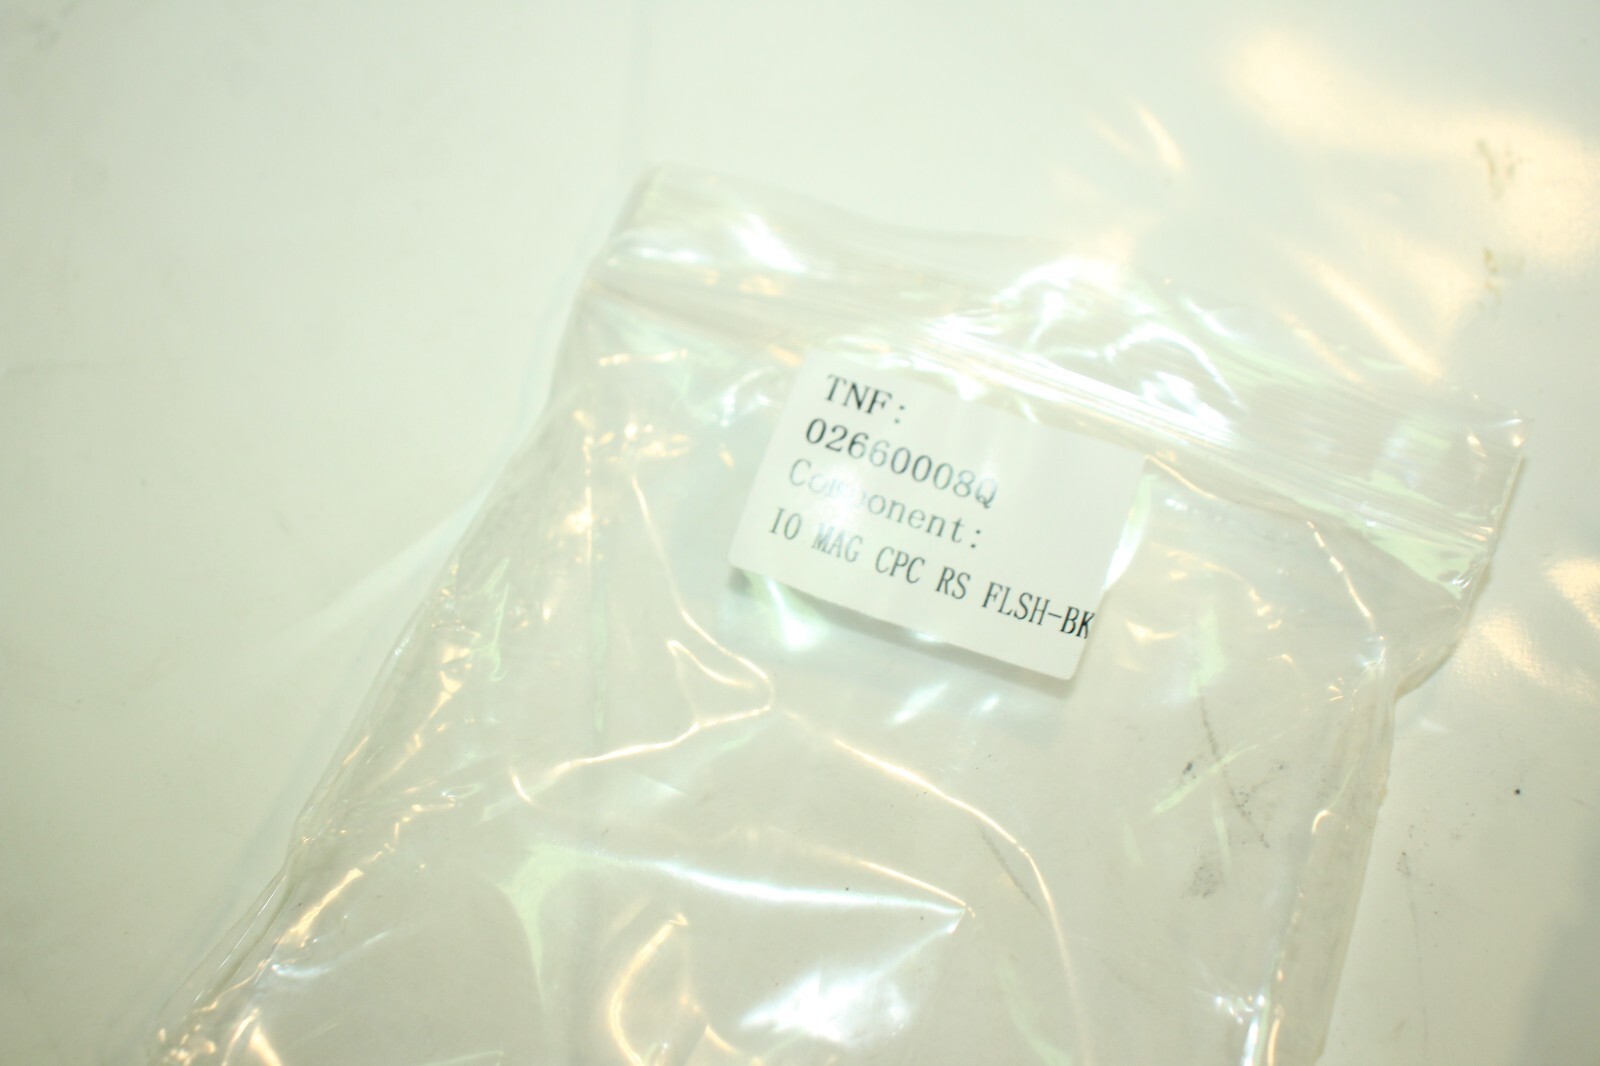 TNF:
02660008Q
Component:
IO MAG CPC RS FLSH-BK